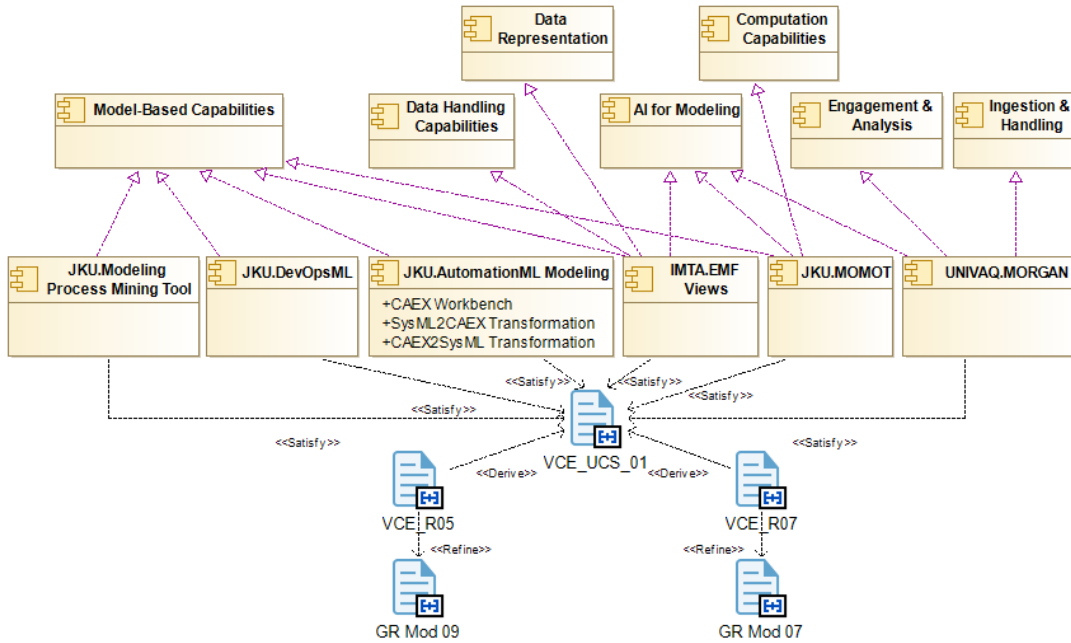 Data
Representation
Computation
Capabilities
Model-Based Capabilities
Data Handling
Capabilities
AI for Modeling
Engagement &
Analysis
Ingestion &
Handling
JKU.Modeling
Process Mining Tool
JKU.DevOpsML
JKU.AutomationML Modeling
+CAEX Workbench
+SysML2CAEX Transformation
+CAEX2SysML Transformation
IMTA.EMF
Views
JKU.MOMOT
UNIVAQ.MORGAN
<<Satisfy>>
<<Satisfy>>
<<Satisfy>>
<<Satisfy>>
<<Satisfy>>
<<Satisfy>>
VCE_UCS_01
<<Derive>>
<<Derive>>
VCE_R05
VCE_R07
<<Refine>>
<<Refine>>
GR Mod 09
GR Mod 07